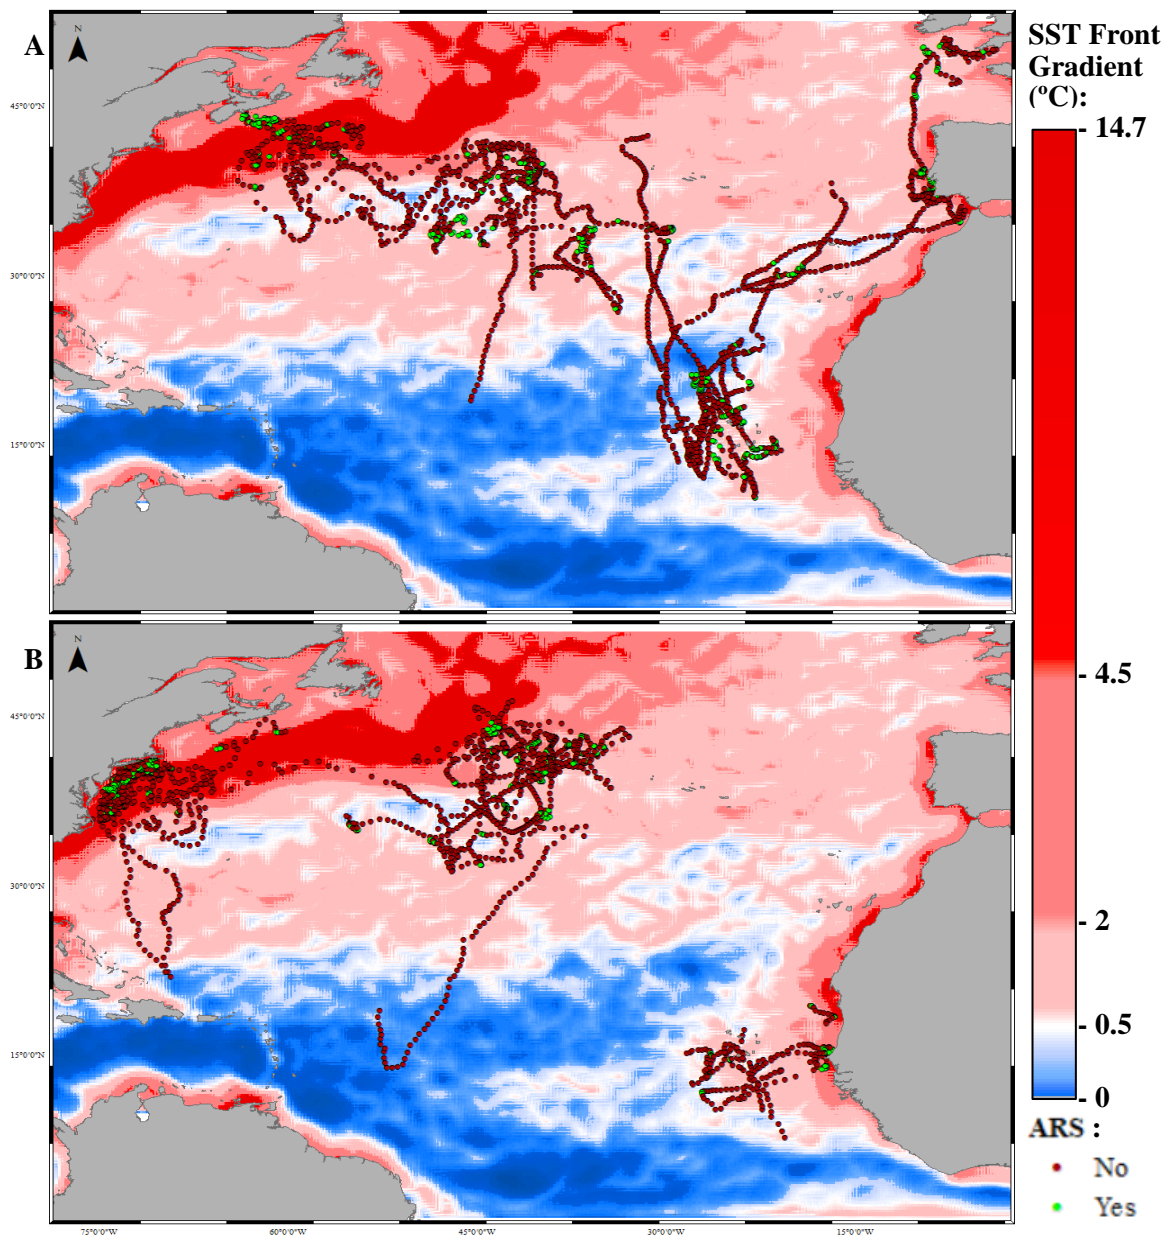 A
N
45°0'0"N
30°0'0"N
15°0'0"N
SST Front
Gradient
(ºC):
- 14.7
- 4.5
- 2
- 0.5
- 0
ARS :
No
Yes
B
N
45°0'0"N
30°0'0"N
15°0'0"N
75°0'0"W
60°0'0"W
45°0'0"W
30°0'0"W
15°0'0"W